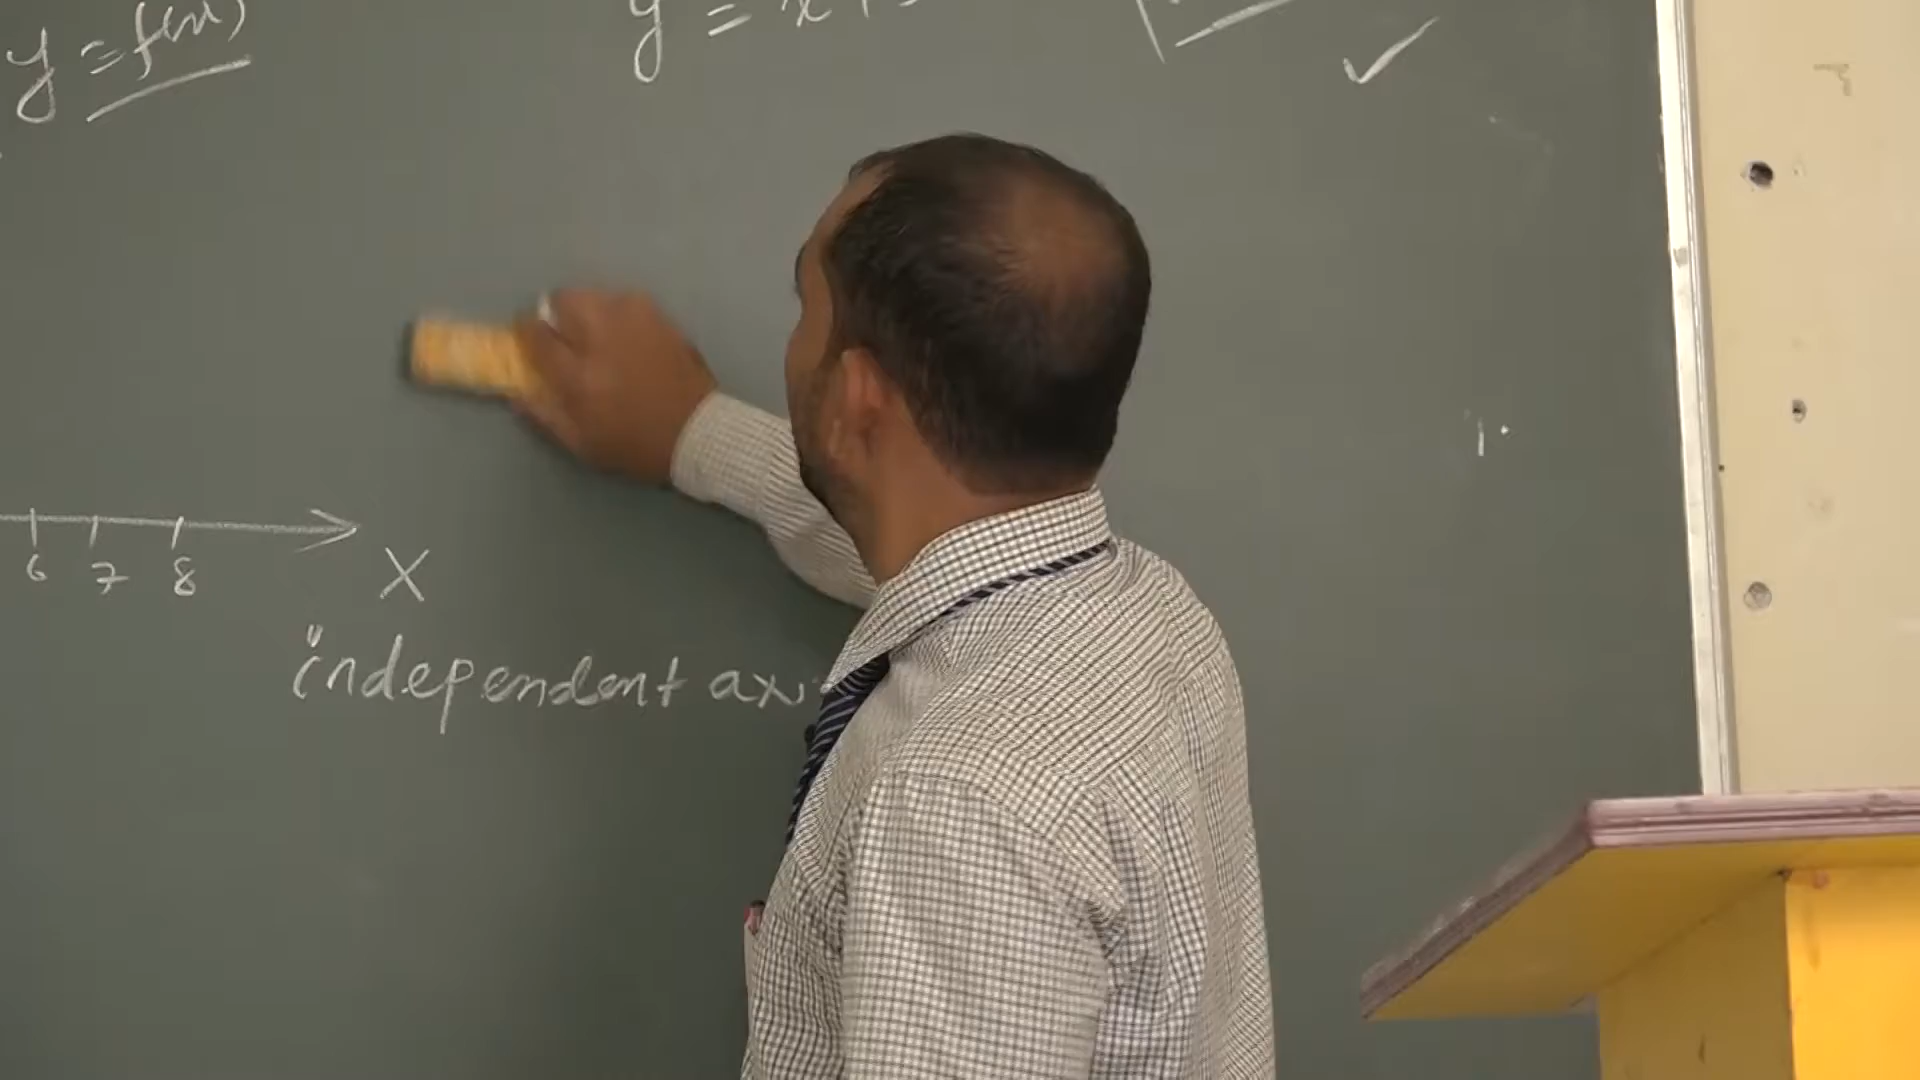 y = f(x)
y = x +
6 7 8
X
independent ax